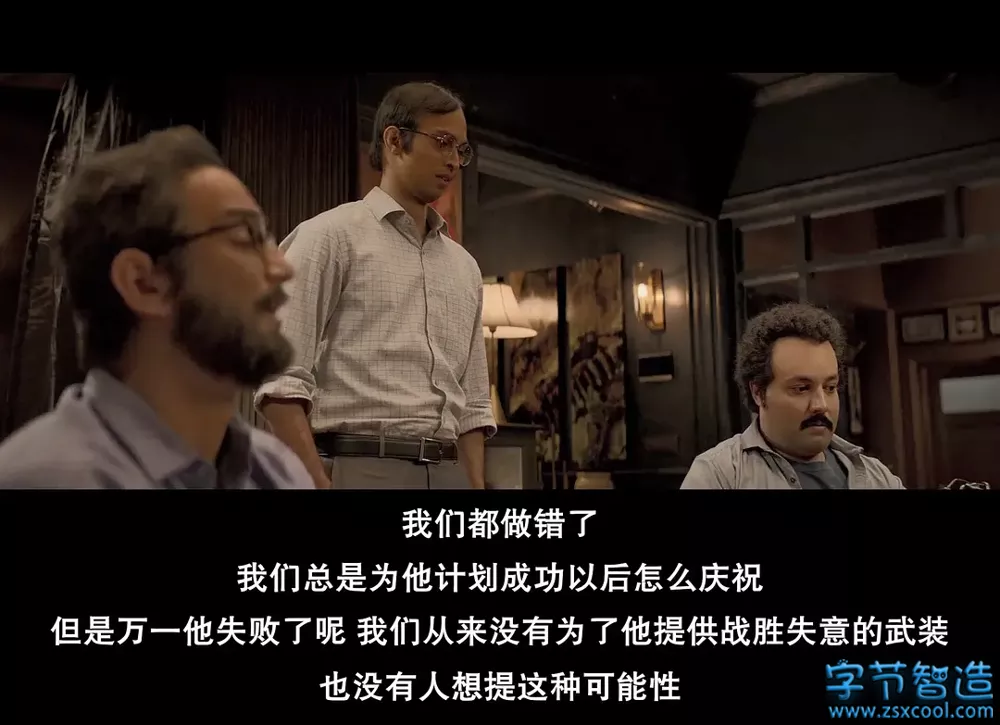 我们都做错了
我们总是为他计划成功以后怎么庆祝
但是万一他失败了呢 我们从来没有为了他提供战胜失意的武装
也没有人想提这种可能性
字节智造
www.zsxcool.com